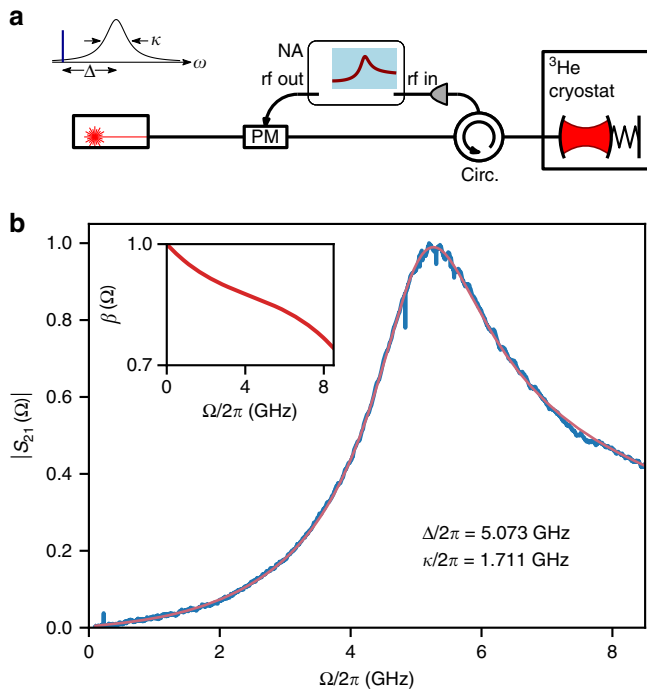 a
κ
Δ
ω
NA
rf out
rf in
PM
Circ.
³He
cryostat
b
|S₂₁(Ω)|
1.0
0.8
0.6
0.4
0.2
0.0
β(Ω)
1.0
0.7
0
4
8
Ω/2π (GHz)
Δ/2π = 5.073 GHz
κ/2π = 1.711 GHz
0
2
4
6
8
Ω/2π (GHz)